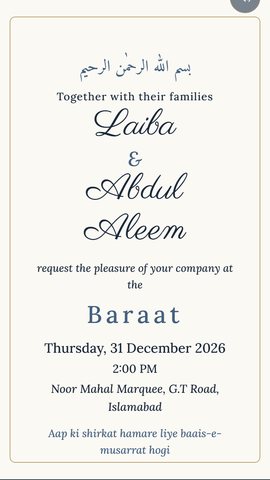 بسم الله الرحمٰن الرحيم
Together with their families
Laiba
&
Abdul
Aleem
request the pleasure of your company at
the
Baraat
Thursday, 31 December 2026
2:00 PM
Noor Mahal Marquee, G.T Road,
Islamabad
Aap ki shirkat hamare liye baais-e-
musarrat hogi